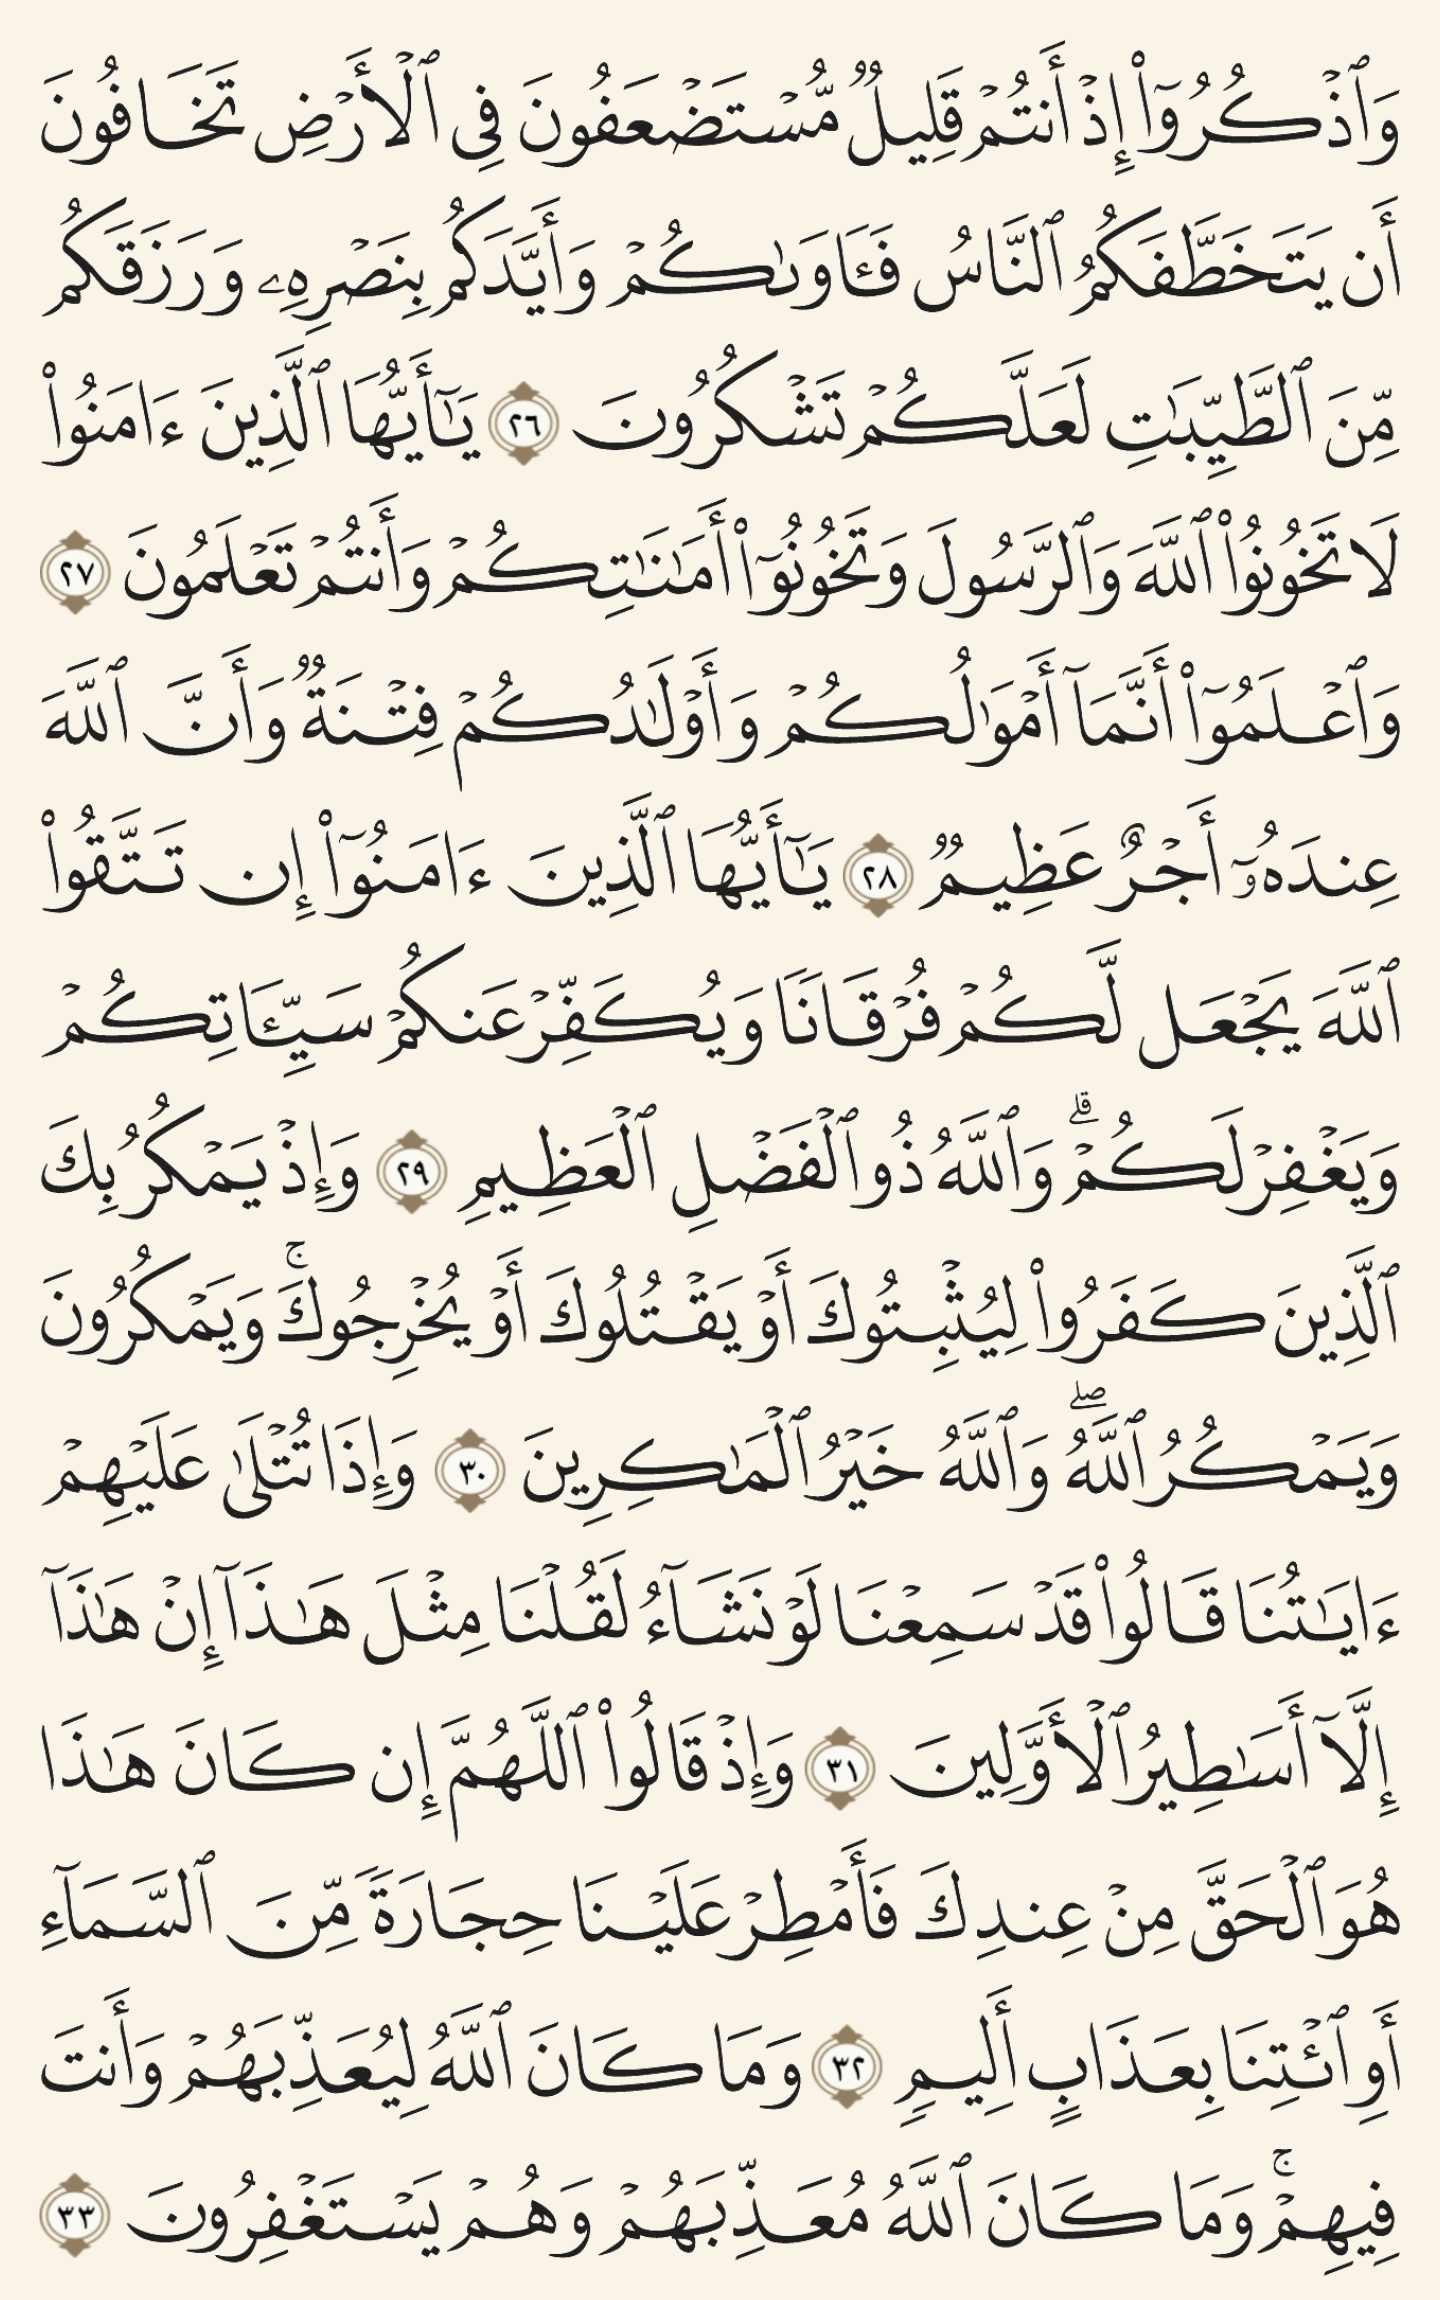 وَٱذْكُرُوٓا۟ إِذْ أَنتُمْ قَلِيلٌ مُّسْتَضْعَفُونَ فِى ٱلْأَرْضِ تَخَافُونَ
أَن يَتَخَطَّفَكُمُ ٱلنَّاسُ فَـَٔاوَىٰكُمْ وَأَيَّدَكُم بِنَصْرِهِۦ وَرَزَقَكُم
مِّنَ ٱلطَّيِّبَـٰتِ لَعَلَّكُمْ تَشْكُرُونَ ٢٦ يَـٰٓأَيُّهَا ٱلَّذِينَ ءَامَنُوا۟
لَا تَخُونُوا۟ ٱللَّهَ وَٱلرَّسُولَ وَتَخُونُوٓا۟ أَمَـٰنَـٰتِكُمْ وَأَنتُمْ تَعْلَمُونَ ٢٧
وَٱعْلَمُوٓا۟ أَنَّمَآ أَمْوَٰلُكُمْ وَأَوْلَـٰدُكُمْ فِتْنَةٌ وَأَنَّ ٱللَّهَ
عِندَهُۥٓ أَجْرٌ عَظِيمٌ ٢٨ يَـٰٓأَيُّهَا ٱلَّذِينَ ءَامَنُوٓا۟ إِن تَتَّقُوا۟
ٱللَّهَ يَجْعَل لَّكُمْ فُرْقَانًا وَيُكَفِّرْ عَنكُمْ سَيِّـَٔاتِكُمْ
وَيَغْفِرْ لَكُمْ ۗ وَٱللَّهُ ذُو ٱلْفَضْلِ ٱلْعَظِيمِ ٢٩ وَإِذْ يَمْكُرُ بِكَ
ٱلَّذِينَ كَفَرُوا۟ لِيُثْبِتُوكَ أَوْ يَقْتُلُوكَ أَوْ يُخْرِجُوكَ ۚ وَيَمْكُرُونَ
وَيَمْكُرُ ٱللَّهُ ۖ وَٱللَّهُ خَيْرُ ٱلْمَـٰكِرِينَ ٣٠ وَإِذَا تُتْلَىٰ عَلَيْهِمْ
ءَايَـٰتُنَا قَالُوا۟ قَدْ سَمِعْنَا لَوْ نَشَآءُ لَقُلْنَا مِثْلَ هَـٰذَآ إِنْ هَـٰذَآ
إِلَّآ أَسَـٰطِيرُ ٱلْأَوَّلِينَ ٣١ وَإِذْ قَالُوا۟ ٱللَّهُمَّ إِن كَانَ هَـٰذَا
هُوَ ٱلْحَقَّ مِنْ عِندِكَ فَأَمْطِرْ عَلَيْنَا حِجَارَةً مِّنَ ٱلسَّمَآءِ
أَوِ ٱئْتِنَا بِعَذَابٍ أَلِيمٍ ٣٢ وَمَا كَانَ ٱللَّهُ لِيُعَذِّبَهُمْ وَأَنتَ
فِيهِمْ ۚ وَمَا كَانَ ٱللَّهُ مُعَذِّبَهُمْ وَهُمْ يَسْتَغْفِرُونَ ٣٣